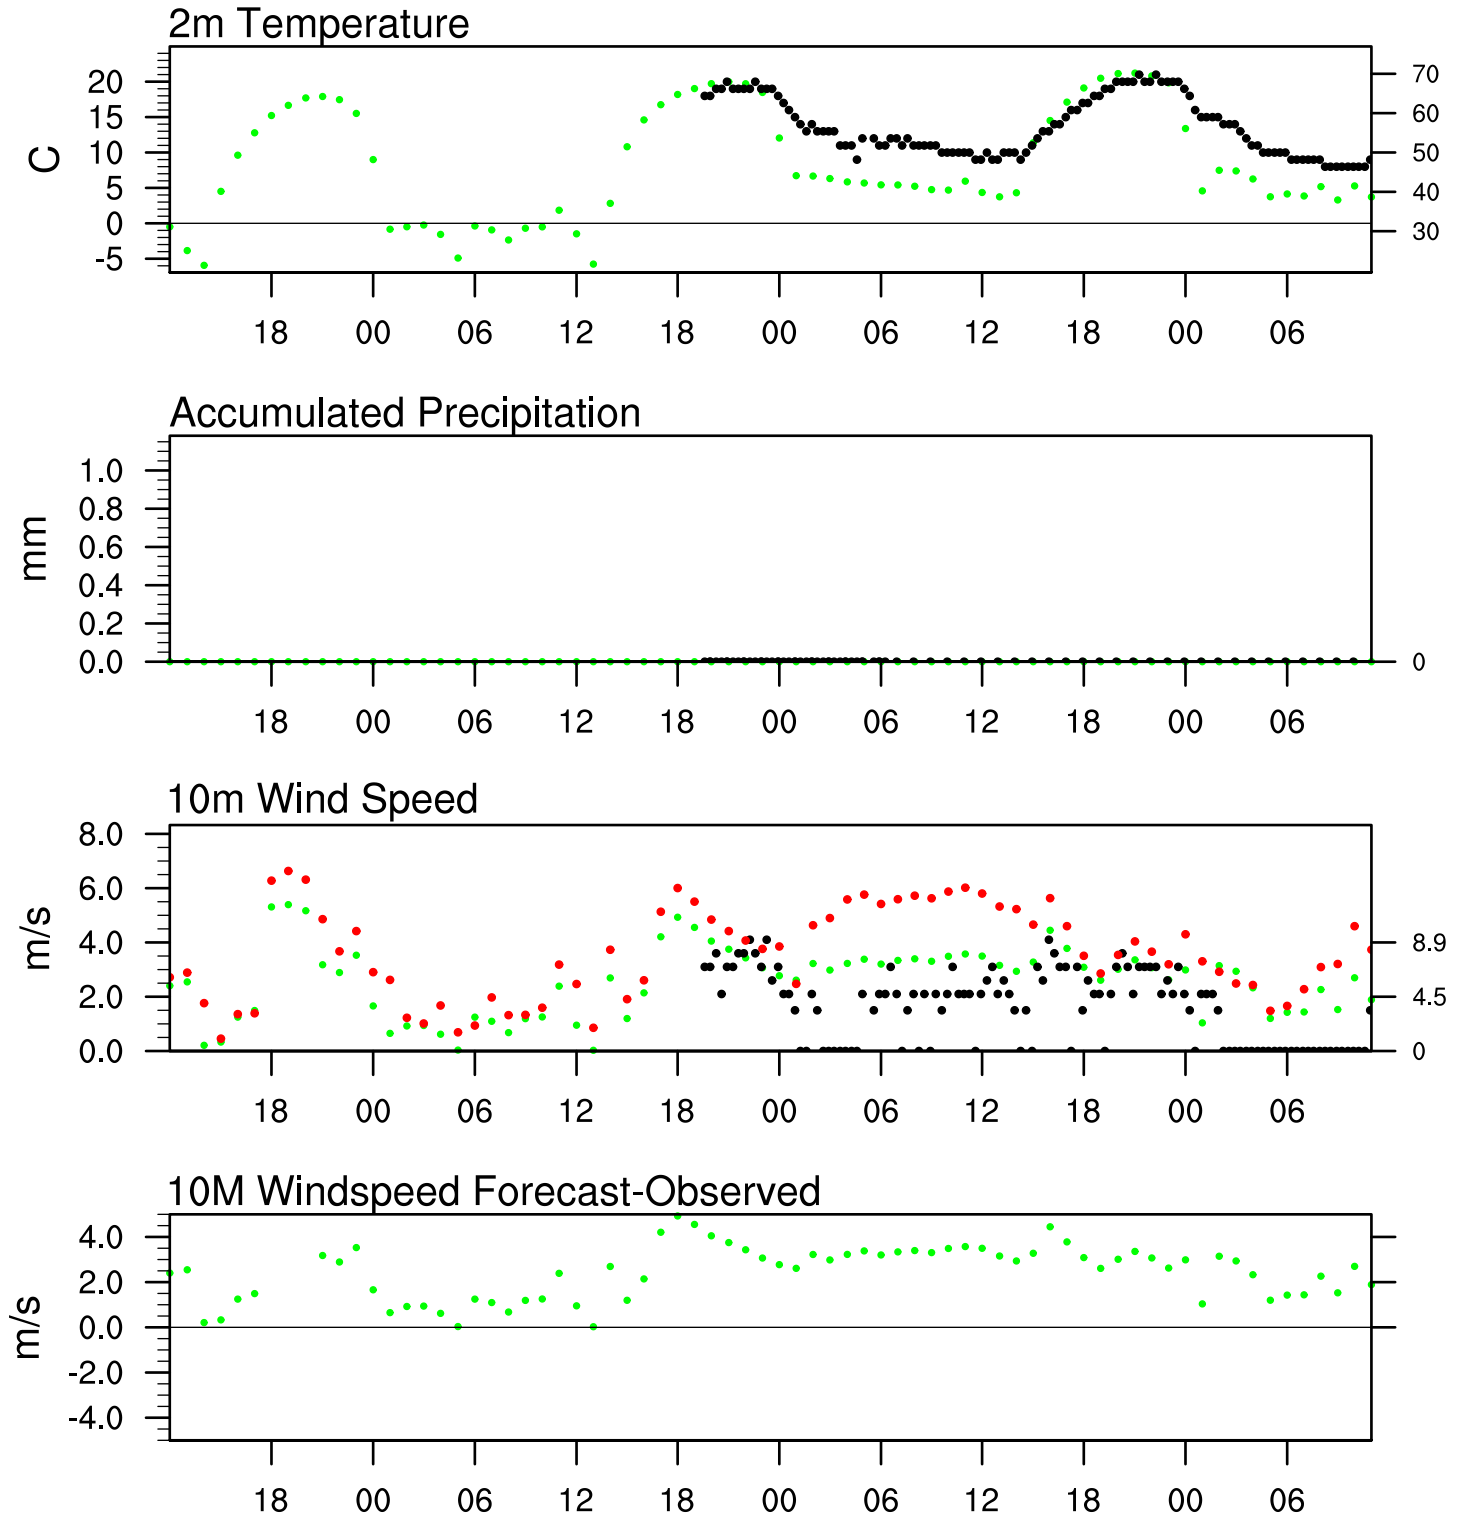 2m Temperature
C
20
15
10
5
0
-5
70
60
50
40
30
18 00 06 12 18 00 06 12 18 00 06
Accumulated Precipitation
mm
1.0
0.8
0.6
0.4
0.2
0.0
0
18 00 06 12 18 00 06 12 18 00 06
10m Wind Speed
m/s
8.0
6.0
4.0
2.0
0.0
8.9
4.5
0
18 00 06 12 18 00 06 12 18 00 06
10M Windspeed Forecast-Observed
m/s
4.0
2.0
0.0
-2.0
-4.0
18 00 06 12 18 00 06 12 18 00 06